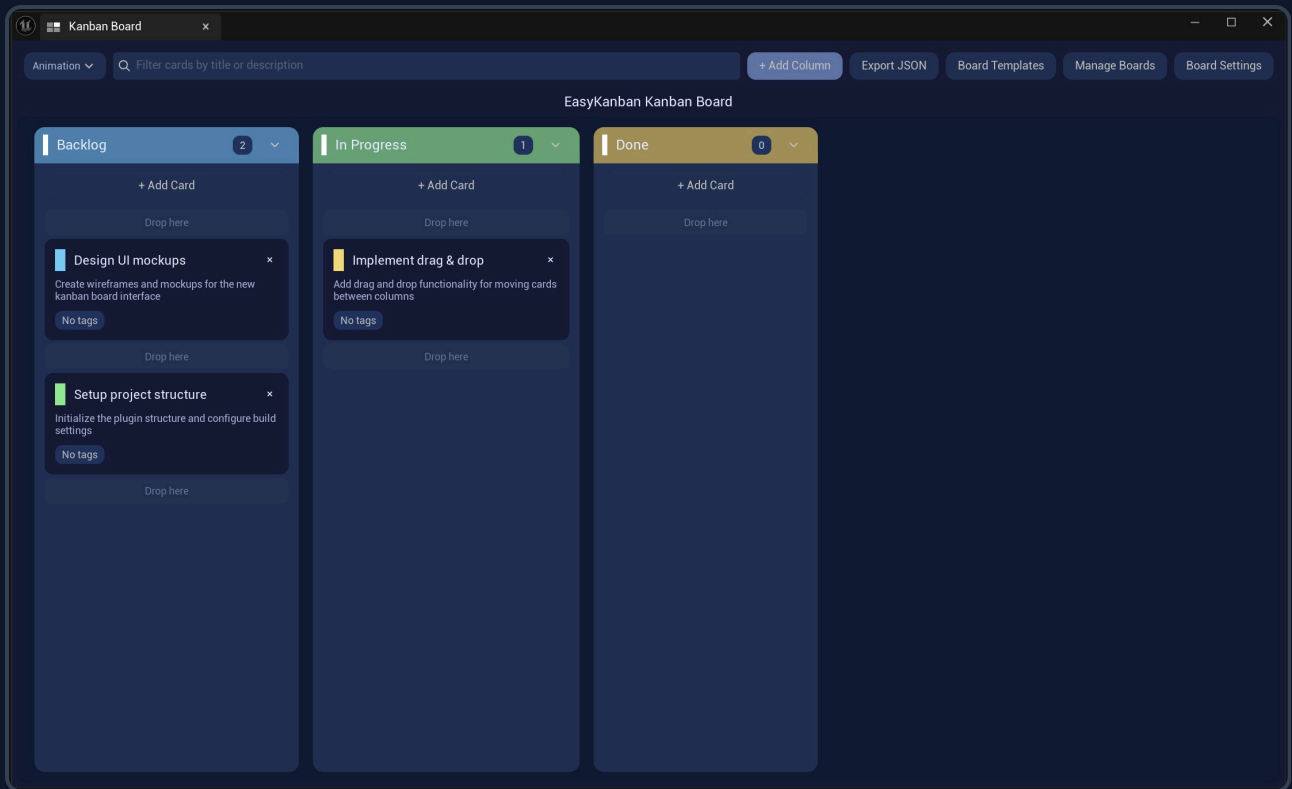 Kanban Board
Animation
Filter cards by title or description
+ Add Column
Export JSON
Board Templates
Manage Boards
Board Settings
EasyKanban Kanban Board
Backlog
2
+ Add Card
Drop here
Design UI mockups
Create wireframes and mockups for the new
kanban board interface
No tags
Drop here
Setup project structure
Initialize the plugin structure and configure build
settings
No tags
Drop here
In Progress
1
+ Add Card
Drop here
Implement drag & drop
Add drag and drop functionality for moving cards
between columns
No tags
Drop here
Done
0
+ Add Card
Drop here